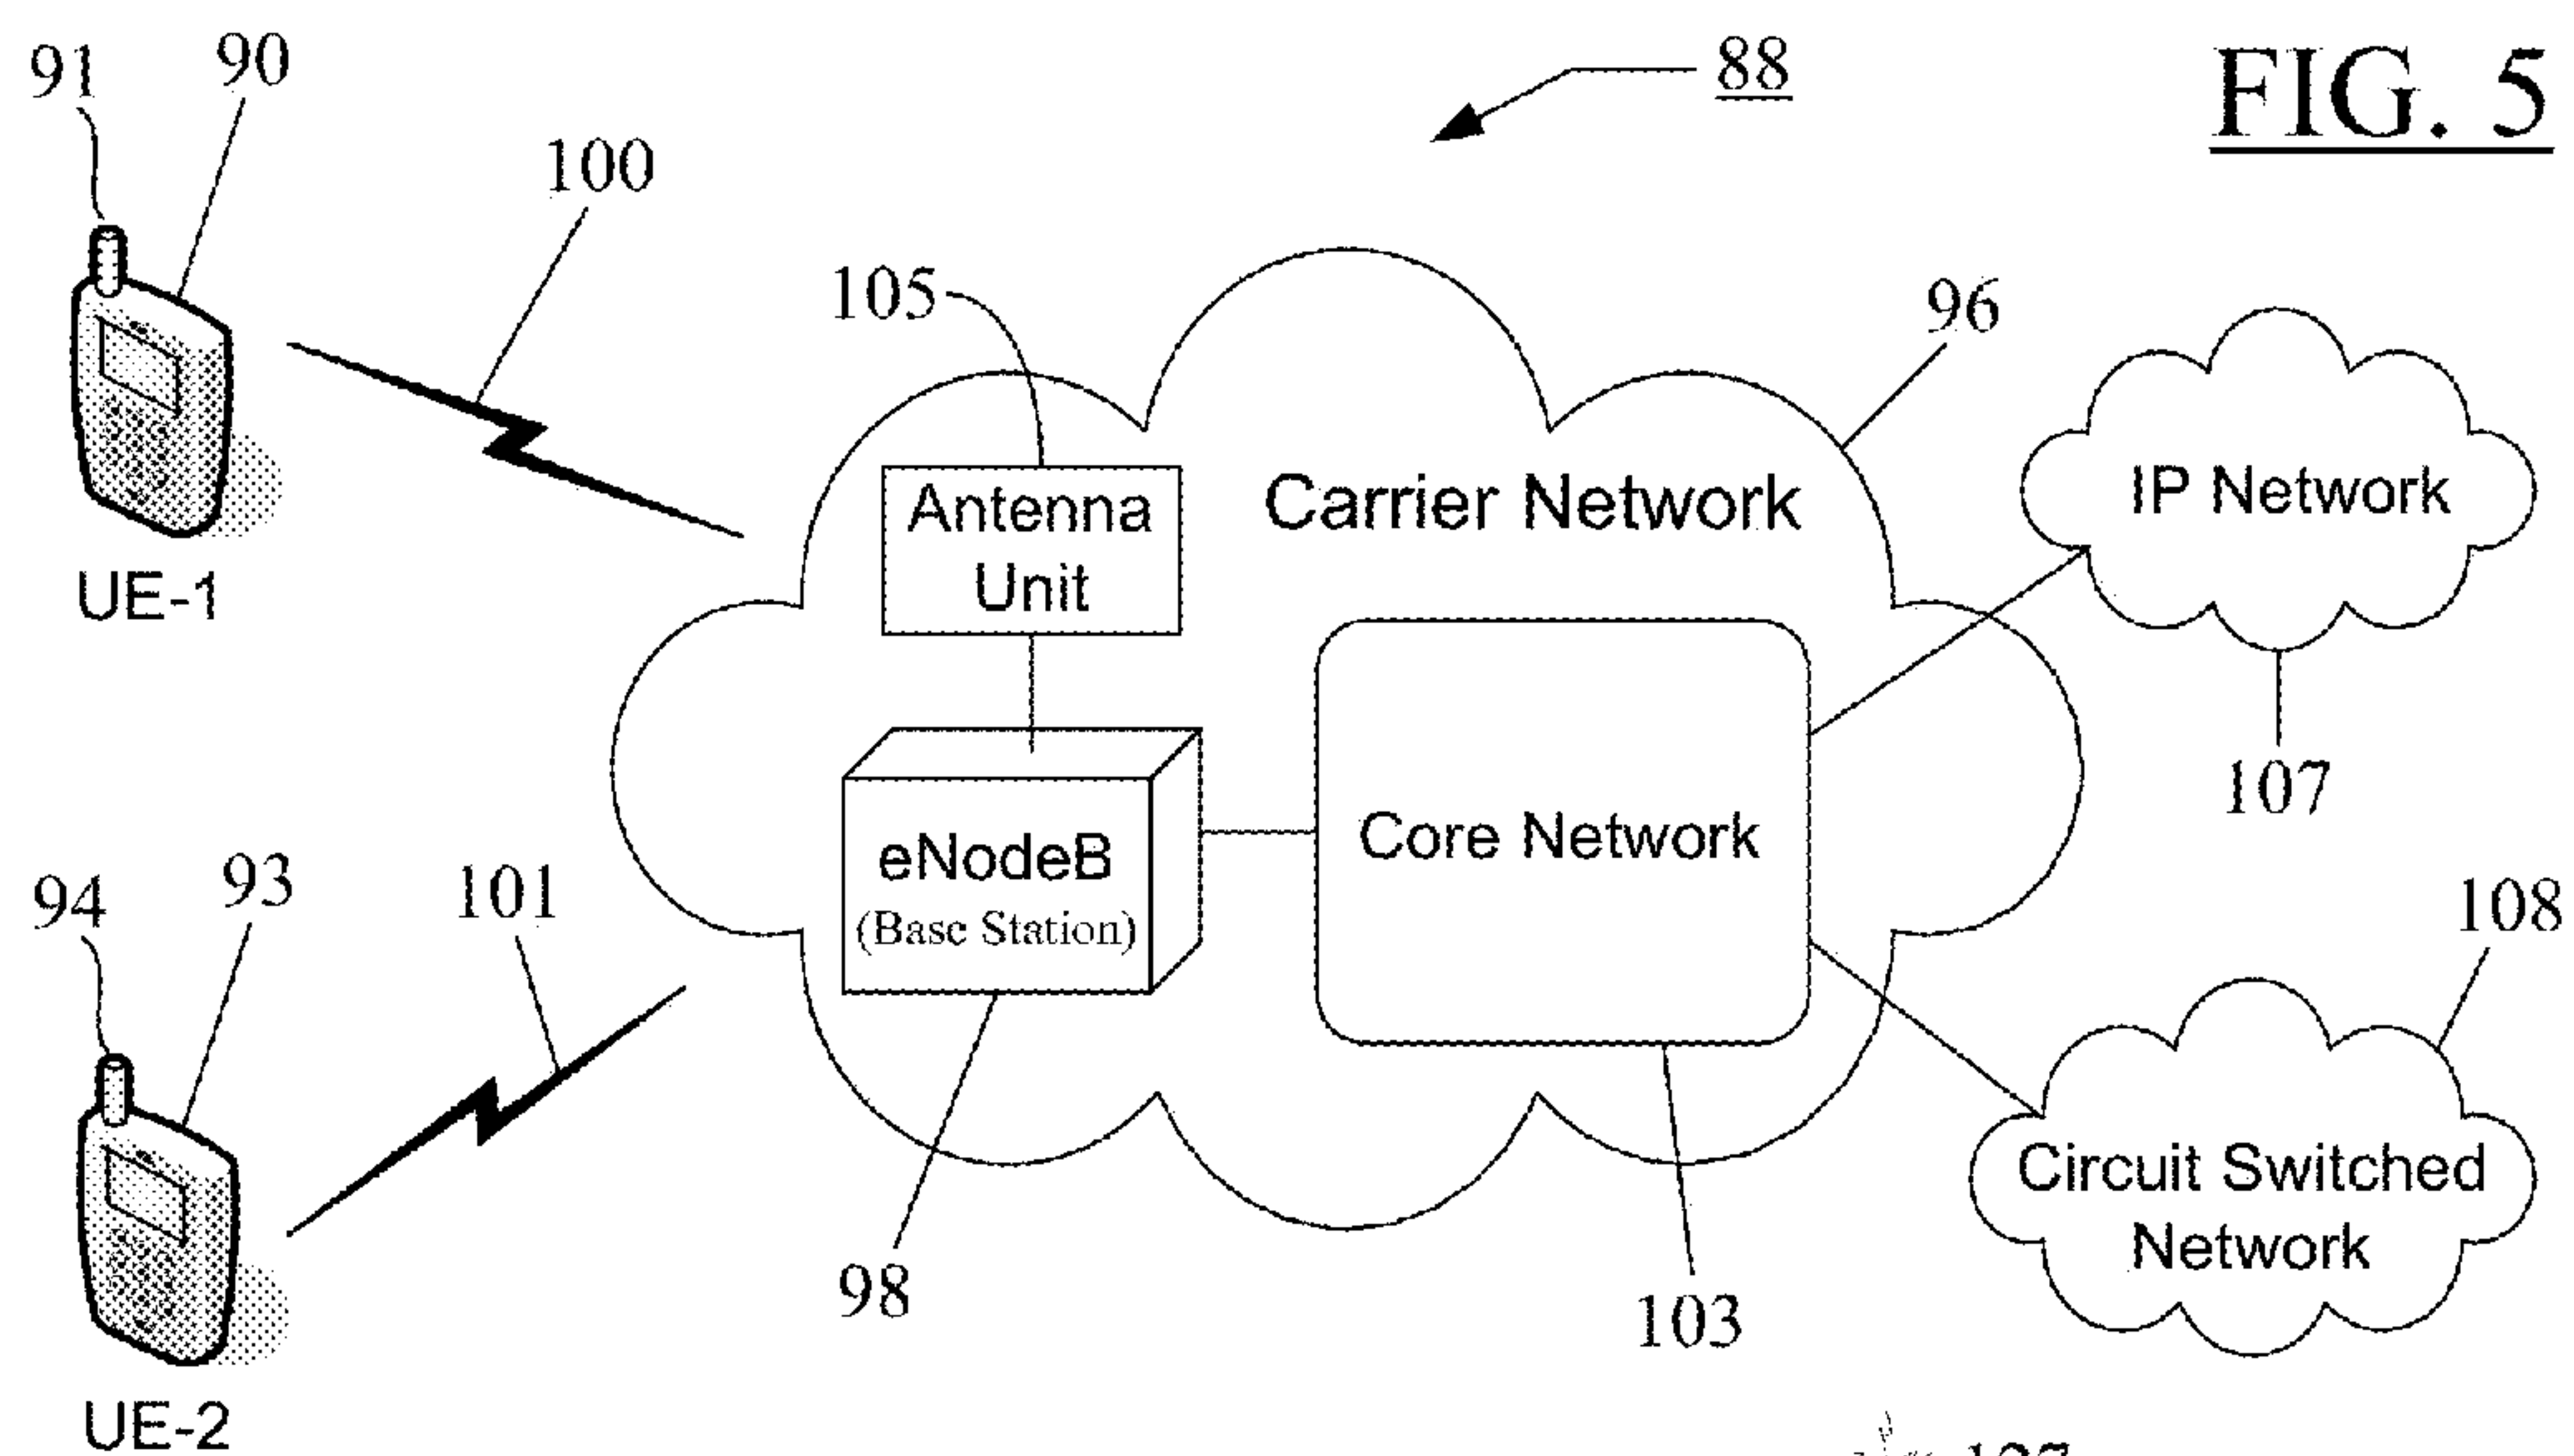 FIG. 5
88
91
90
100
105
96
Antenna
Unit
Carrier Network
IP Network
UE-1
107
Core Network
eNodeB
(Base Station)
94
93
101
108
Circuit Switched
Network
98
103
UE-2